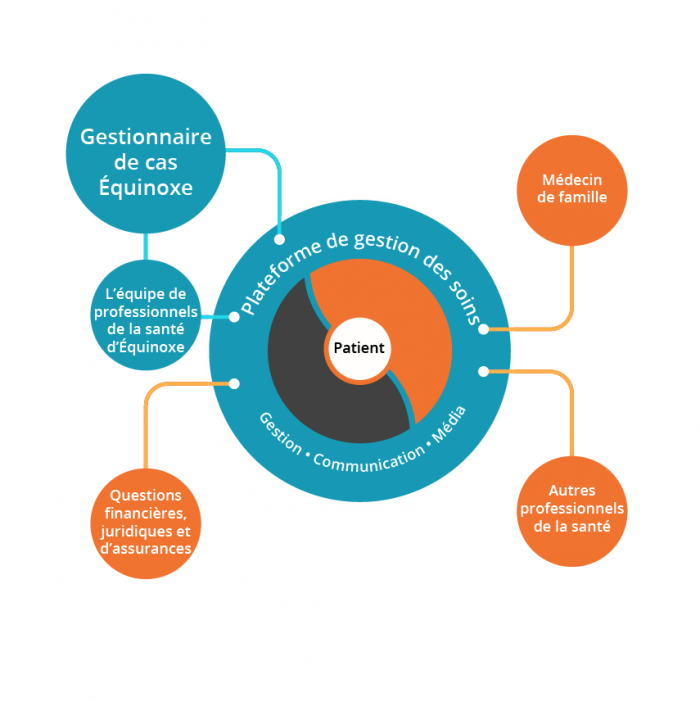 Gestionnaire
de cas
Équinoxe
L’équipe de
professionnels
de la santé
d’Équinoxe
Questions
financières,
juridiques et
d’assurances
Plateforme de gestion des soins
Patient
Gestion • Communication • Média
Médecin
de famille
Autres
professionnels
de la santé